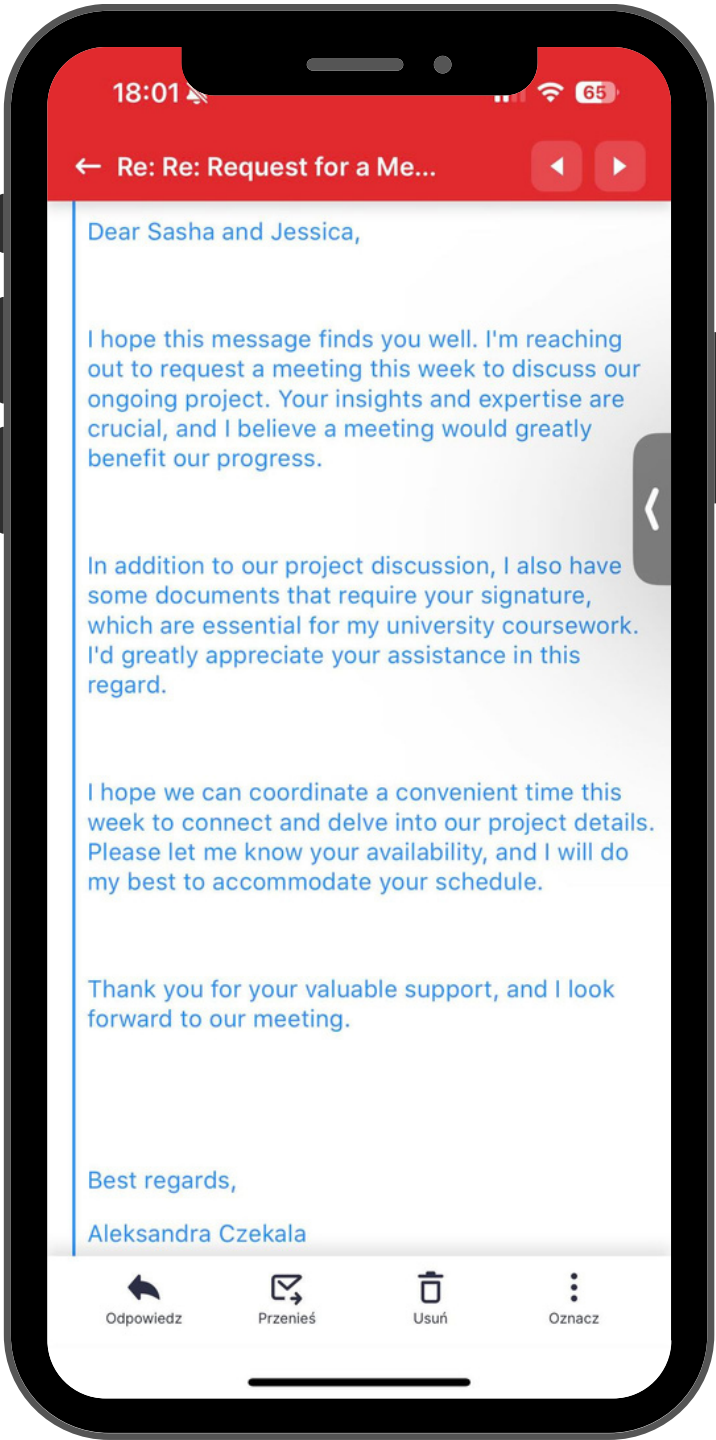 18:01
65
Re: Re: Request for a Me...
Dear Sasha and Jessica,
I hope this message finds you well. I'm reaching
out to request a meeting this week to discuss our
ongoing project. Your insights and expertise are
crucial, and I believe a meeting would greatly
benefit our progress.
In addition to our project discussion, I also have
some documents that require your signature,
which are essential for my university coursework.
I'd greatly appreciate your assistance in this
regard.
I hope we can coordinate a convenient time this
week to connect and delve into our project details.
Please let me know your availability, and I will do
my best to accommodate your schedule.
Thank you for your valuable support, and I look
forward to our meeting.
Best regards,
Aleksandra Czekala
Odpowiedz
Przenieś
Usuń
Oznacz